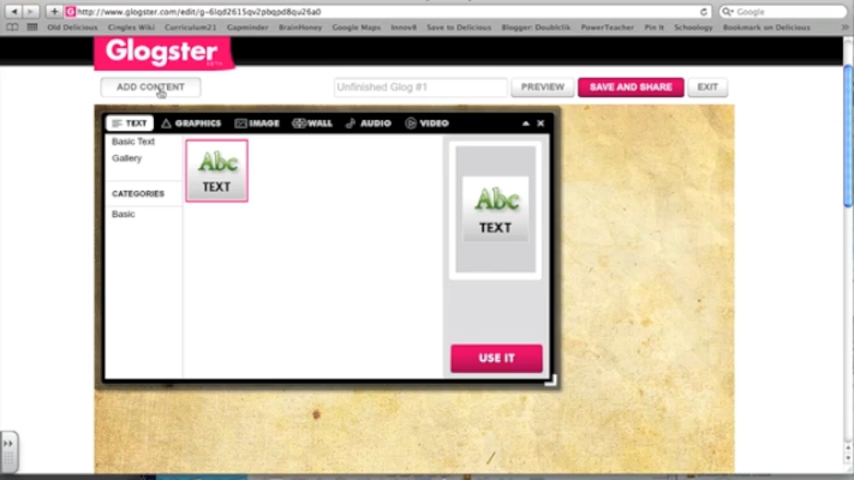 http://www.glogster.com/edit/g-6lqd2615qv2pbqpd8qu26a0
Google
Old Delicious Cingles Wiki Curriculum21 Gapminder BrainHoney Google Maps Innov8 Save to Delicious Blogger: Doubclik PowerTeacher Pin It Schoology Bookmark on Delicious
Glogster
BETA
ADD CONTENT
Unfinished Glog #1
PREVIEW
SAVE AND SHARE
EXIT
TEXT GRAPHICS IMAGE WALL AUDIO VIDEO
Basic Text
Gallery
CATEGORIES
Basic
Abc
TEXT
Abc
TEXT
USE IT